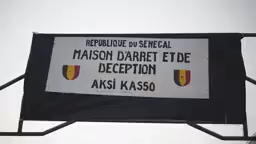 REPUBLIQUE DU SENEGAL
MAISON D'ARRET ET DE
DECEPTION
AKSI KASSO